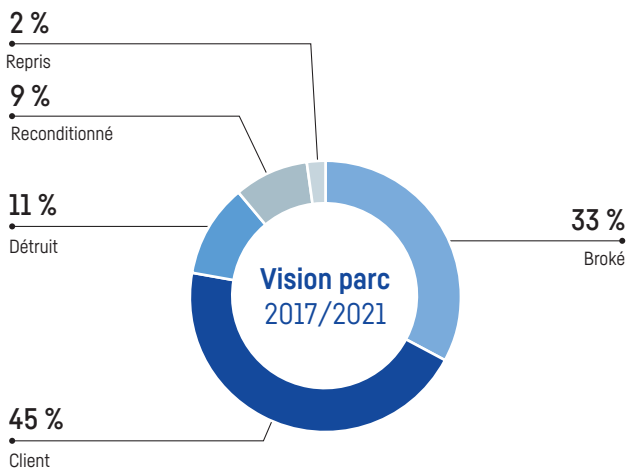 2 %
Repris
9 %
Reconditionné
11 %
Détruit
33 %
Broké
Vision parc
2017/2021
45 %
Client